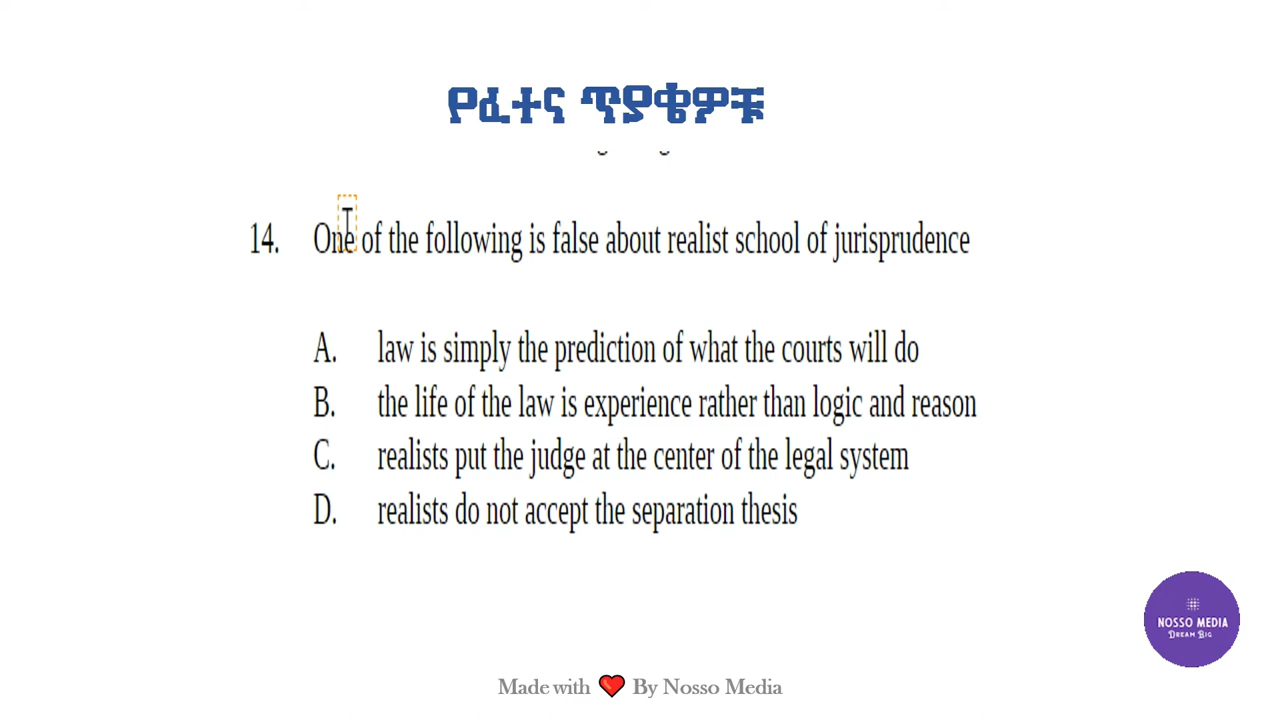 የፈተና ጥያቄዎቹ
14. One of the following is false about realist school of jurisprudence
A. law is simply the prediction of what the courts will do
B. the life of the law is experience rather than logic and reason
C. realists put the judge at the center of the legal system
D. realists do not accept the separation thesis
NOSSO MEDIA
DREAM BIG
Made with ❤ By Nosso Media